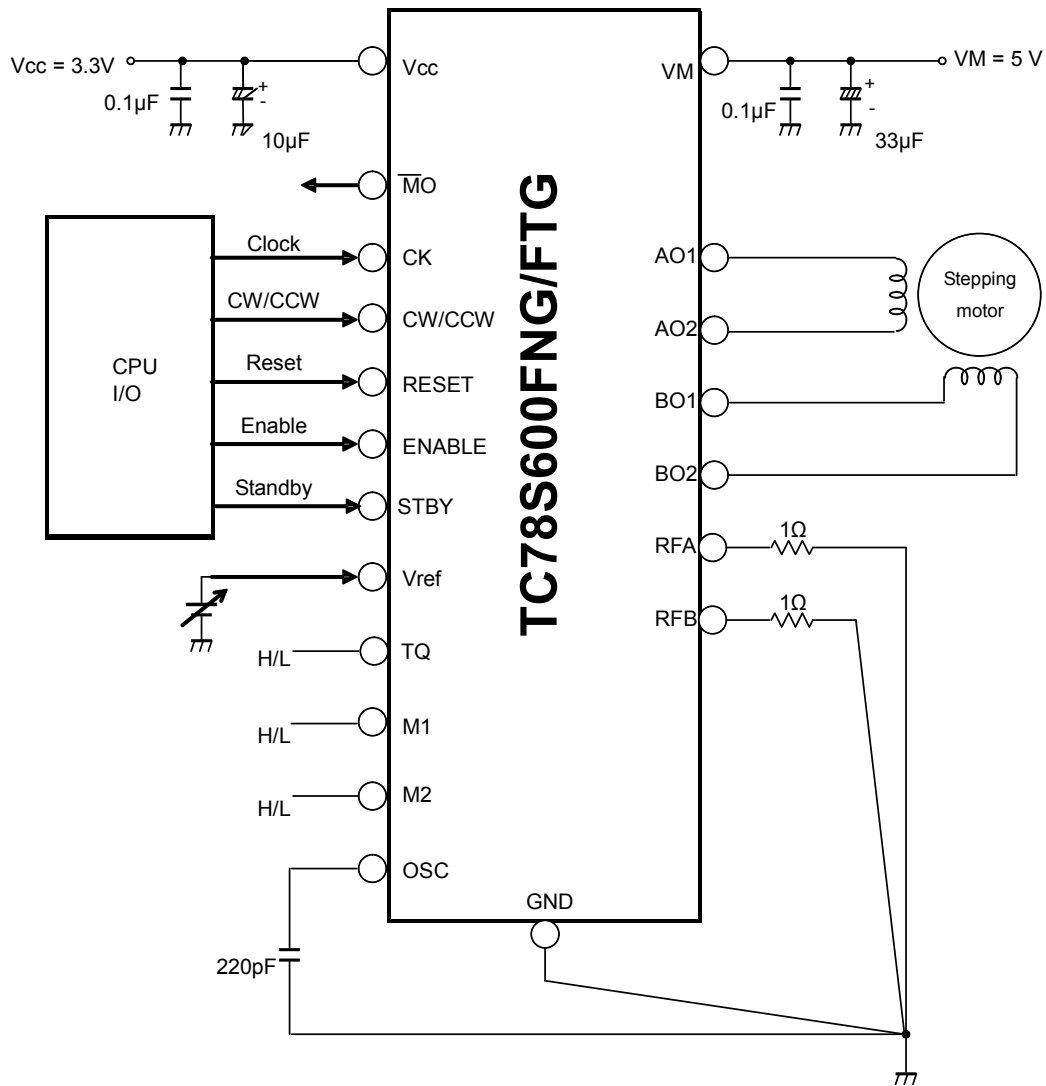 Vcc = 3.3V
0.1µF
+
-
10µF
Vcc
VM
VM = 5 V
0.1µF
+
-
33µF
MO
CPU
I/O
Clock
CK
CW/CCW
CW/CCW
Reset
RESET
Enable
ENABLE
Standby
STBY
Vref
H/L
TQ
H/L
M1
H/L
M2
OSC
220pF
GND
TC78S600FNG/FTG
AO1
AO2
BO1
BO2
Stepping
motor
RFA
1Ω
RFB
1Ω